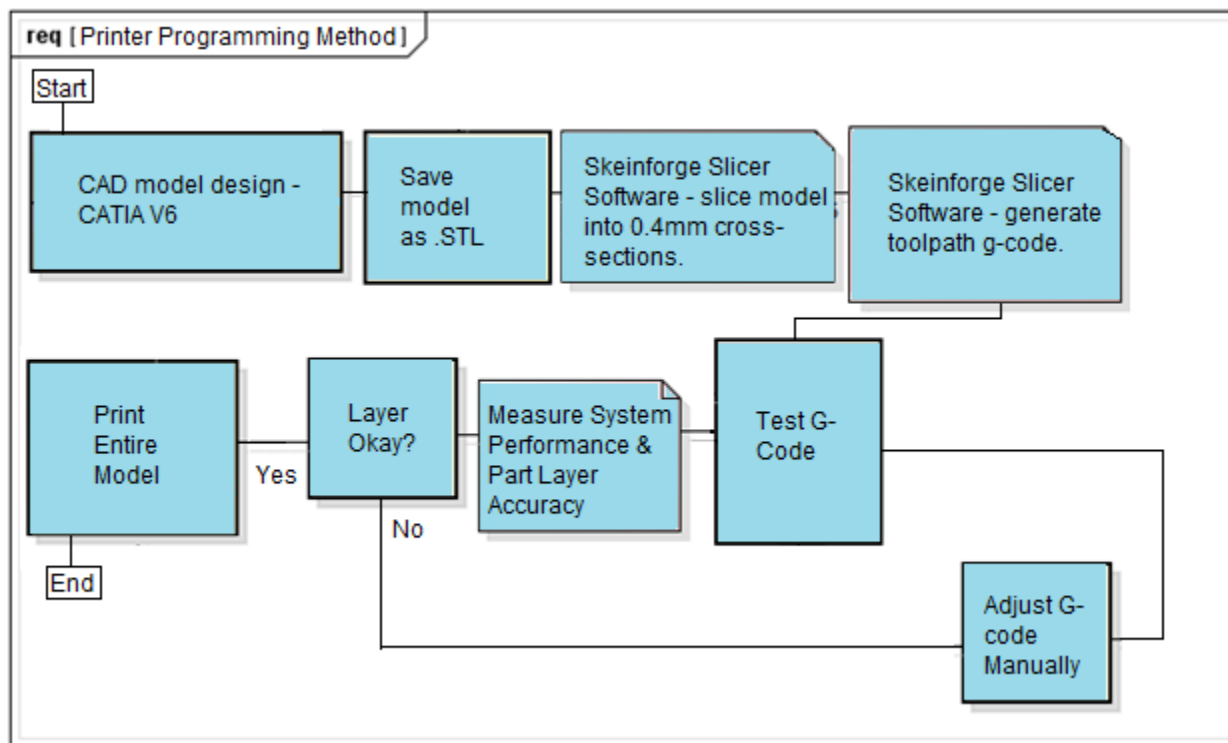 req [ Printer Programming Method ]
Start
CAD model design -
CATIA V6
Save
model
as .STL
Skeinforge Slicer
Software - slice model
into 0.4mm cross-
sections.
Skeinforge Slicer
Software - generate
toolpath g-code.
Print
Entire
Model
Yes
Layer
Okay?
No
Measure System
Performance &
Part Layer
Accuracy
Test G-
Code
End
Adjust G-
code
Manually